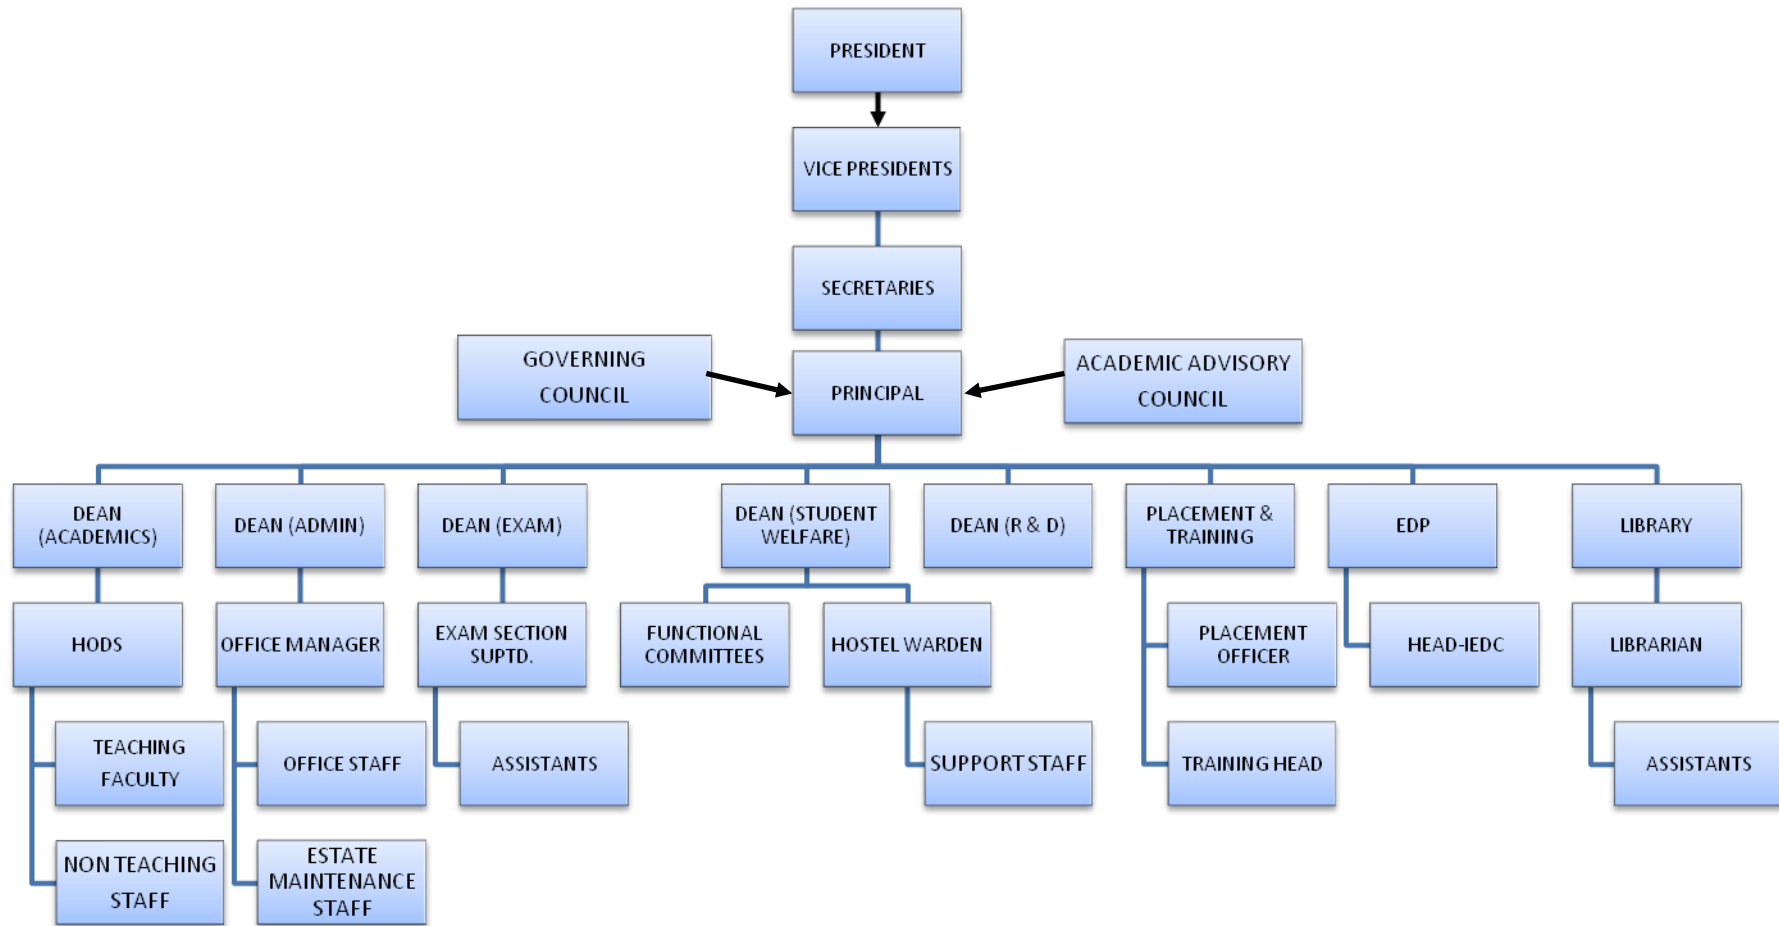 PRESIDENT
VICE PRESIDENTS
SECRETARIES
GOVERNING
COUNCIL
PRINCIPAL
ACADEMIC ADVISORY
COUNCIL
DEAN
(ACADEMICS)
DEAN (ADMIN)
DEAN (EXAM)
DEAN (STUDENT
WELFARE)
DEAN (R & D)
PLACEMENT &
TRAINING
EDP
LIBRARY
HODS
OFFICE MANAGER
EXAM SECTION
SUPTD.
FUNCTIONAL
COMMITTEES
HOSTEL WARDEN
PLACEMENT
OFFICER
HEAD-IEDC
LIBRARIAN
TEACHING
FACULTY
OFFICE STAFF
ASSISTANTS
SUPPORT STAFF
TRAINING HEAD
ASSISTANTS
NON TEACHING
STAFF
ESTATE
MAINTENANCE
STAFF